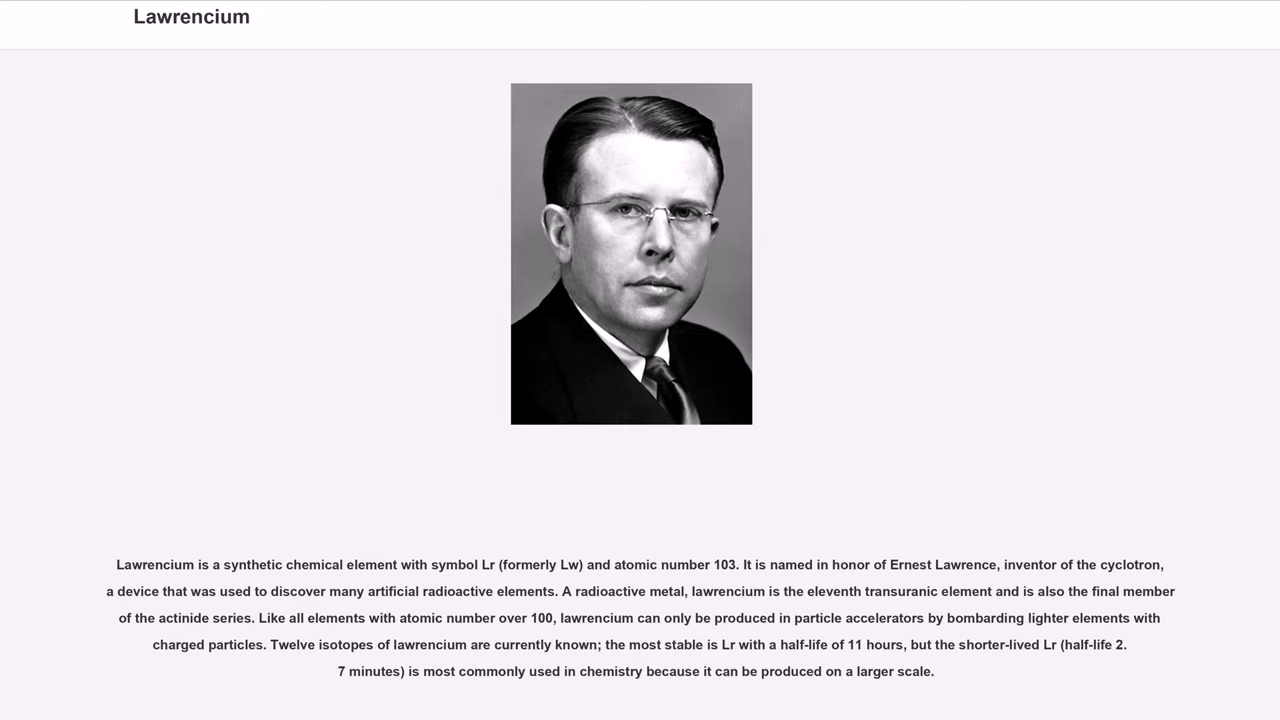 Lawrencium
Lawrencium is a synthetic chemical element with symbol Lr (formerly Lw) and atomic number 103. It is named in honor of Ernest Lawrence, inventor of the cyclotron,
a device that was used to discover many artificial radioactive elements. A radioactive metal, lawrencium is the eleventh transuranic element and is also the final member
of the actinide series. Like all elements with atomic number over 100, lawrencium can only be produced in particle accelerators by bombarding lighter elements with
charged particles. Twelve isotopes of lawrencium are currently known; the most stable is Lr with a half-life of 11 hours, but the shorter-lived Lr (half-life 2.
7 minutes) is most commonly used in chemistry because it can be produced on a larger scale.